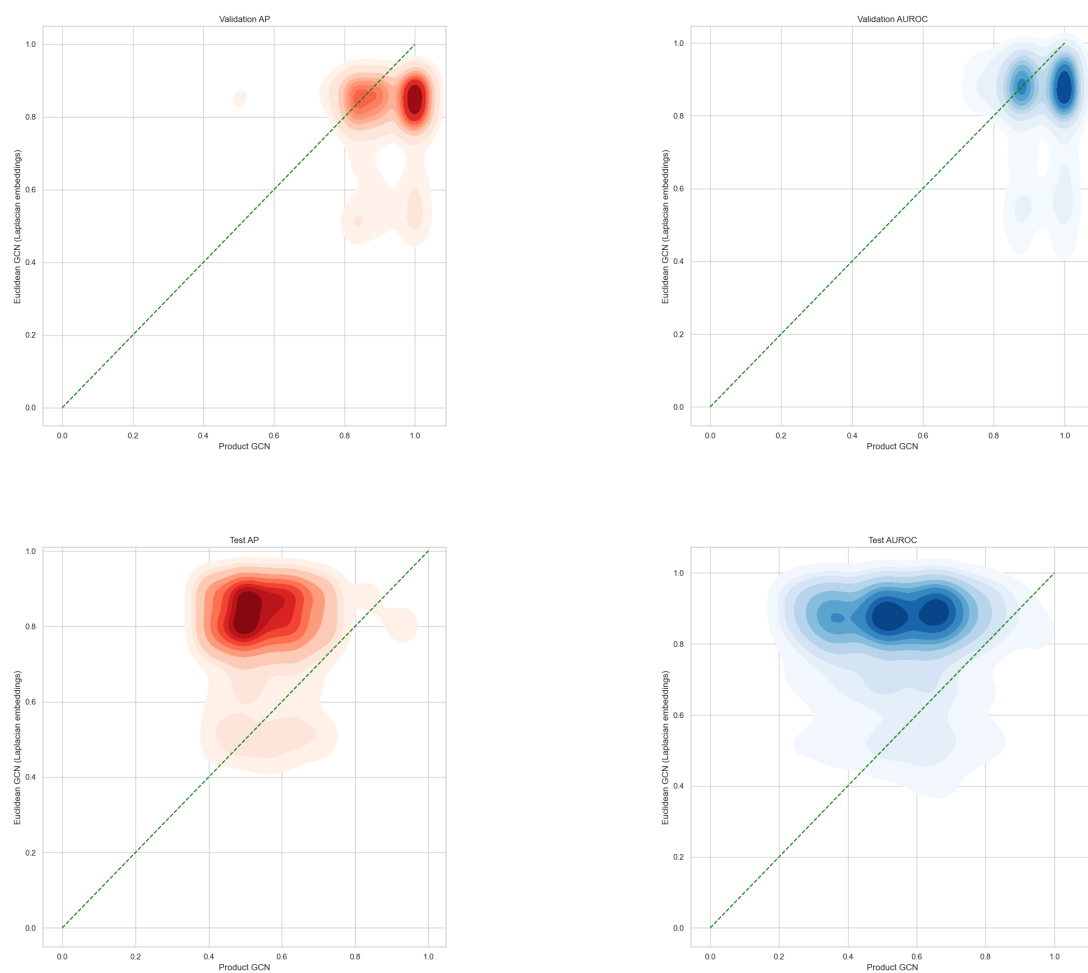 Validation AP
1.0
0.8
0.6
0.4
0.2
0.0
Euclidean GCN (Laplacian embeddings)
0.0 0.2 0.4 0.6 0.8 1.0
Product GCN
Validation AUROC
1.0
0.8
0.6
0.4
0.2
0.0
Euclidean GCN (Laplacian embeddings)
0.0 0.2 0.4 0.6 0.8 1.0
Product GCN
Test AP
1.0
0.8
0.6
0.4
0.2
0.0
Euclidean GCN (Laplacian embeddings)
0.0 0.2 0.4 0.6 0.8 1.0
Product GCN
Test AUROC
1.0
0.8
0.6
0.4
0.2
0.0
Euclidean GCN (Laplacian embeddings)
0.0 0.2 0.4 0.6 0.8 1.0
Product GCN